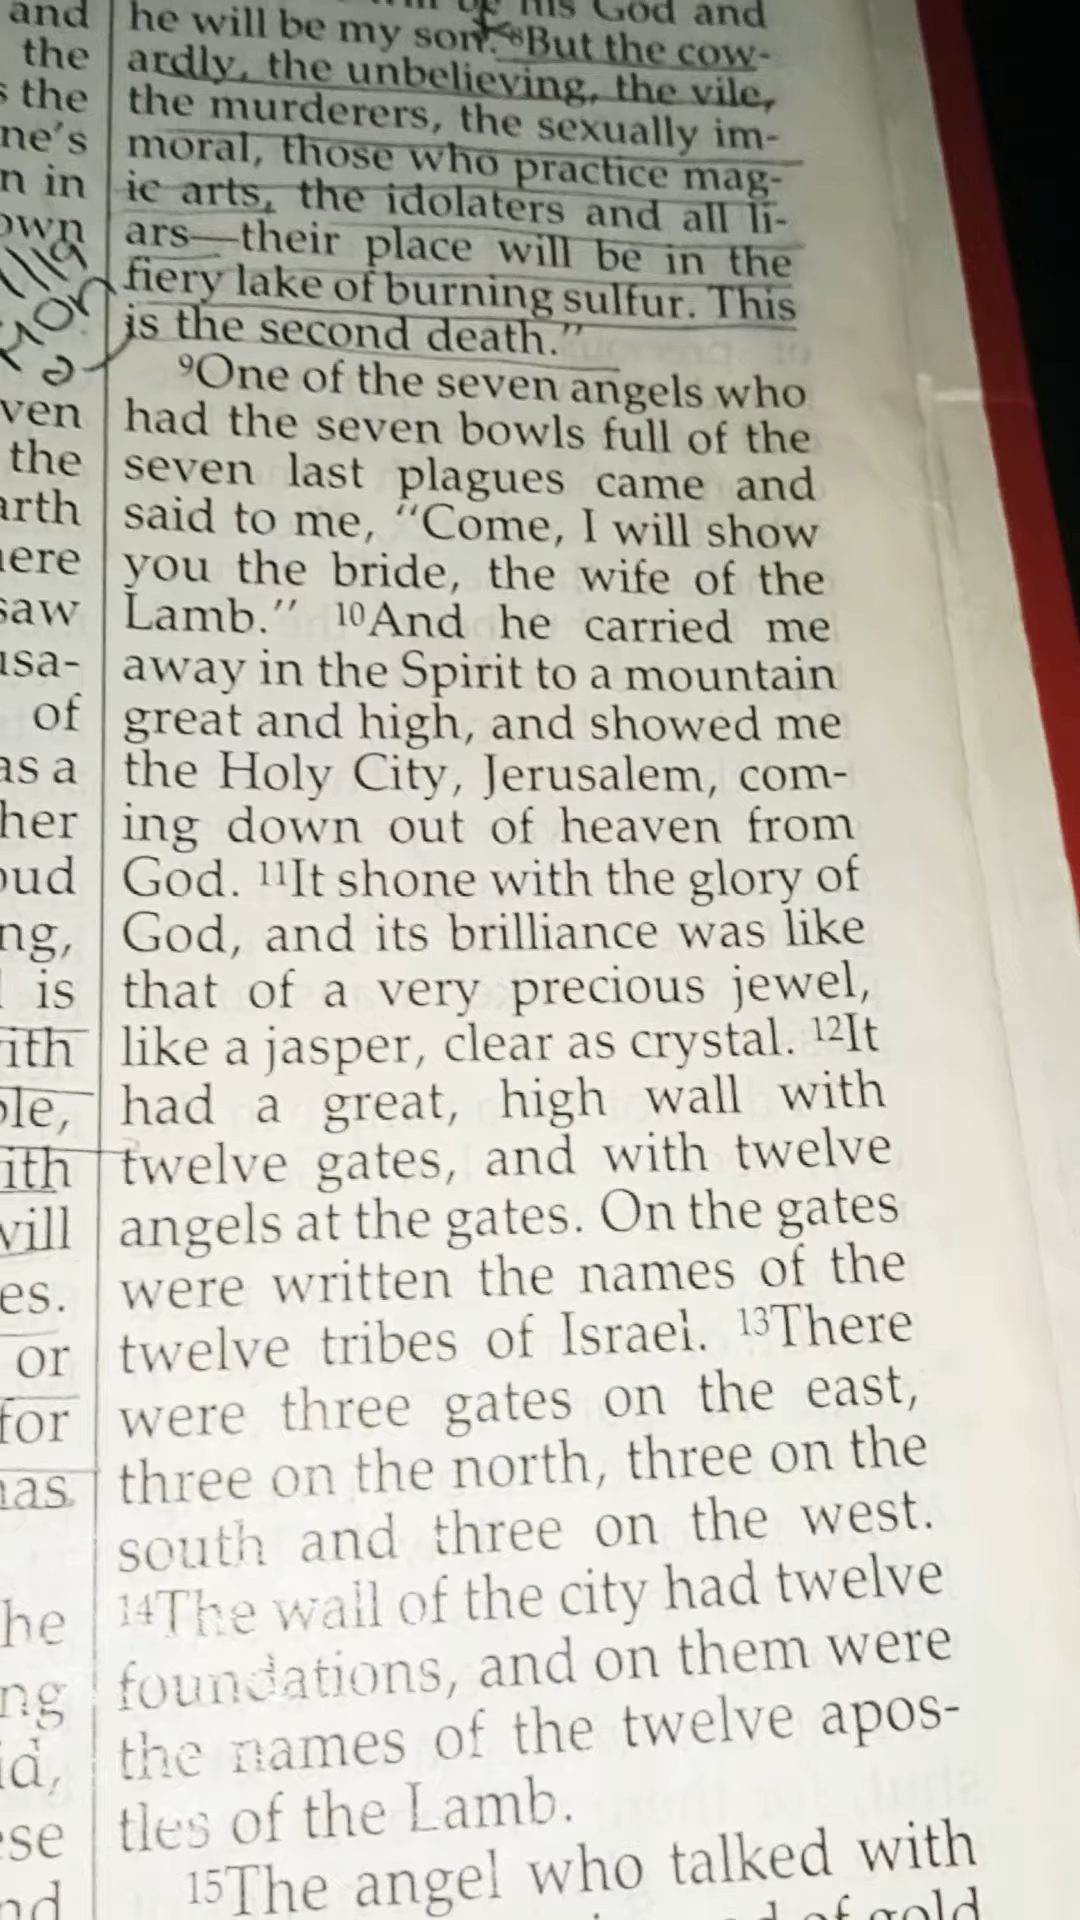 and
the
s the
ne's
n in
own
ven
the
arth
here
saw
usa-
of
as a
her
oud
ng,
is
ith
ole,
ith
will
es.
or
for
has
he
ng
id,
ese
nd
his God and
he will be my son. 8But the cow-
ardly, the unbelieving, the vile,
the murderers, the sexually im-
moral, those who practice mag-
ic arts, the idolaters and all li-
ars—their place will be in the
fiery lake of burning sulfur. This
is the second death."
9One of the seven angels who
had the seven bowls full of the
seven last plagues came and
said to me, "Come, I will show
you the bride, the wife of the
Lamb." 10And he carried me
away in the Spirit to a mountain
great and high, and showed me
the Holy City, Jerusalem, com-
ing down out of heaven from
God. 11It shone with the glory of
God, and its brilliance was like
that of a very precious jewel,
like a jasper, clear as crystal. 12It
had a great, high wall with
twelve gates, and with twelve
angels at the gates. On the gates
were written the names of the
twelve tribes of Israel. 13There
were three gates on the east,
three on the north, three on the
south and three on the west.
14The wall of the city had twelve
foundations, and on them were
the names of the twelve apos-
tles of the Lamb.
15The angel who talked with
of gold